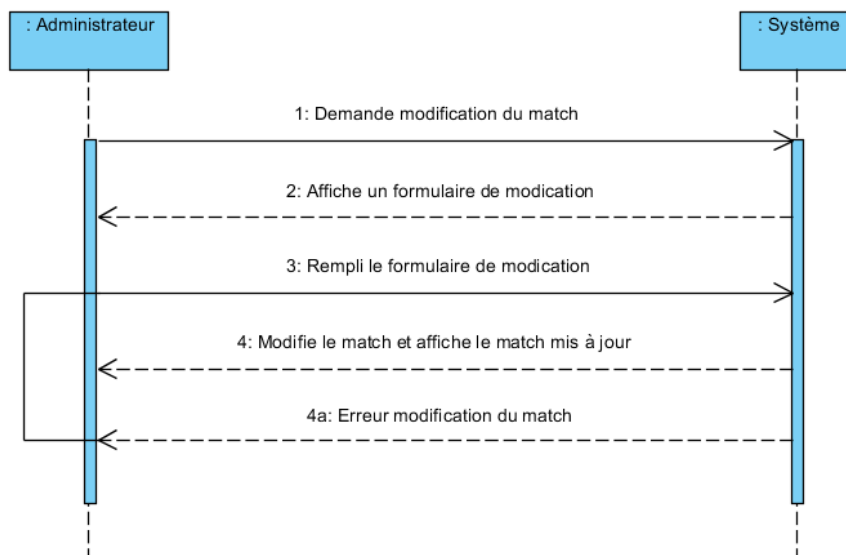 : Administrateur
: Système
1: Demande modification du match
2: Affiche un formulaire de modication
3: Rempli le formulaire de modication
4: Modifie le match et affiche le match mis à jour
4a: Erreur modification du match